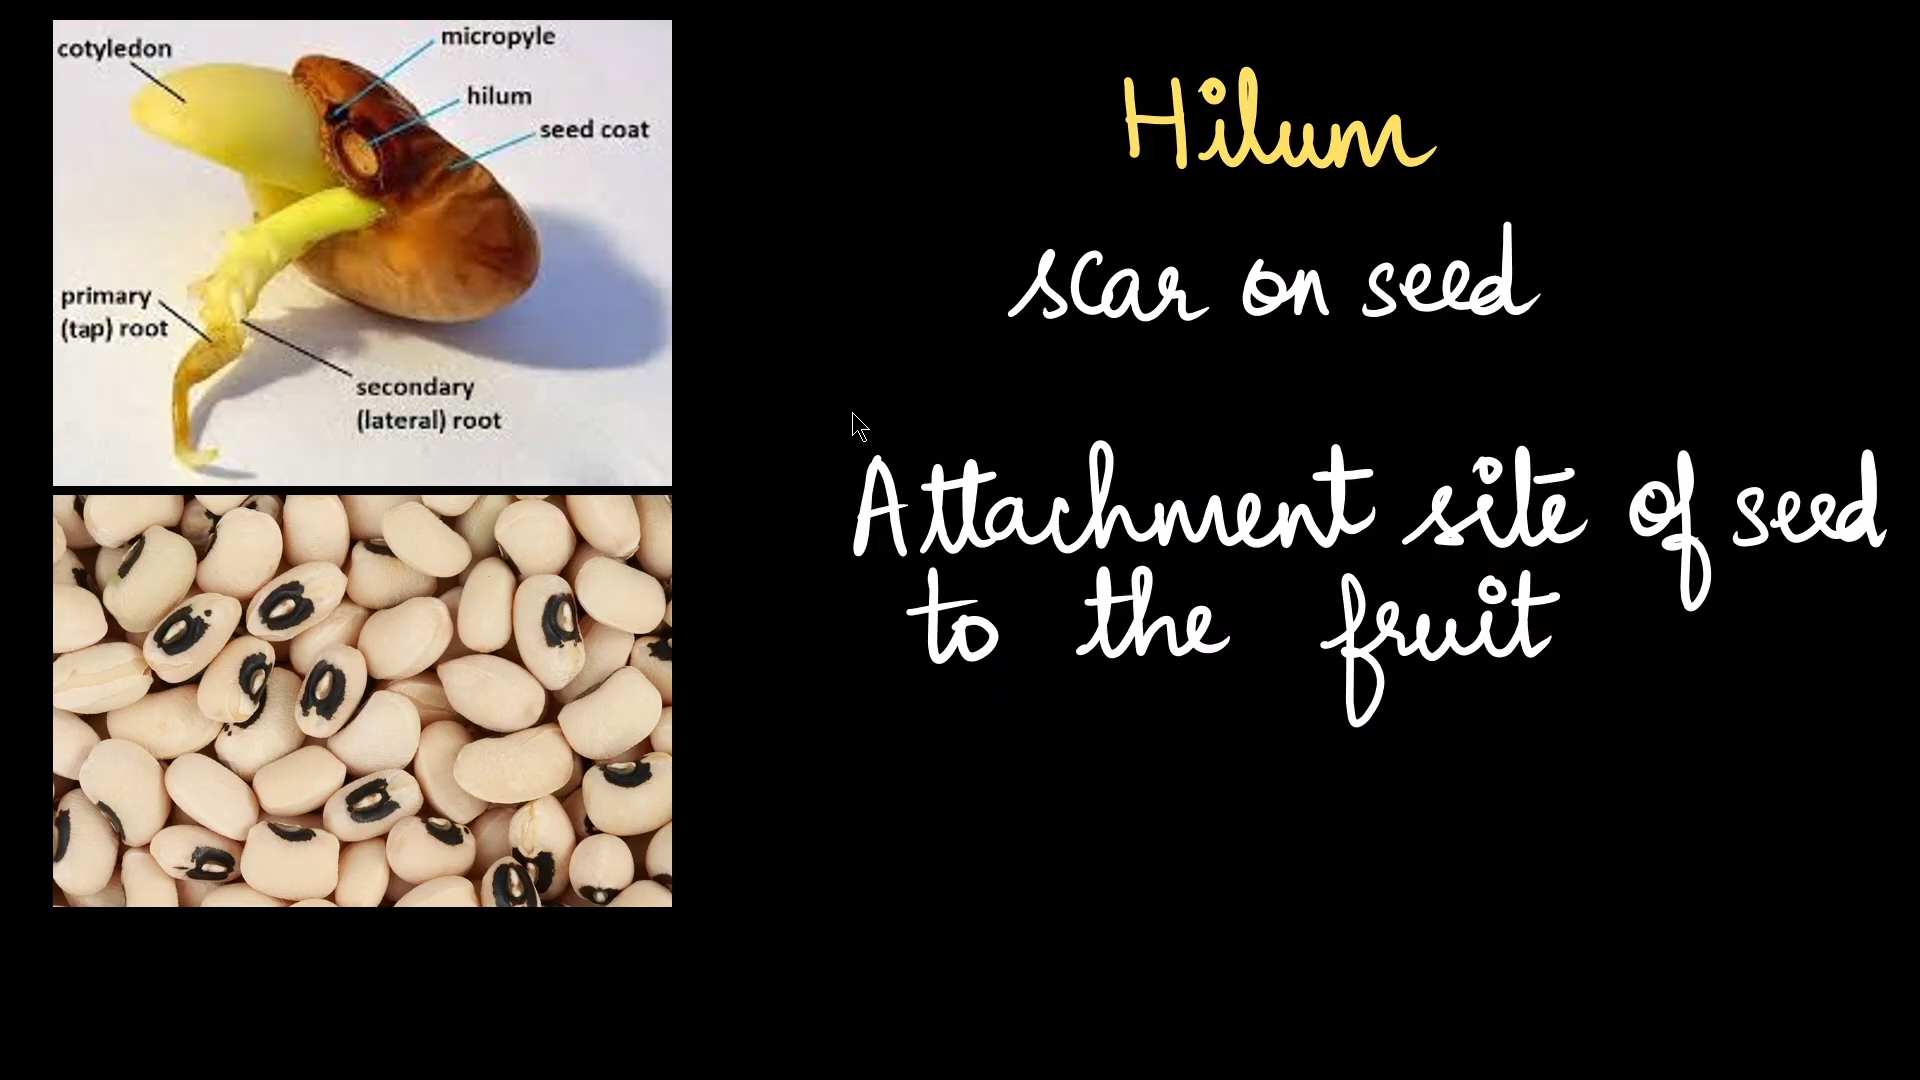 cotyledon
micropyle
hilum
seed coat
primary
(tap) root
secondary
(lateral) root
Hilum
scar on seed
Attachment site of seed
to the fruit